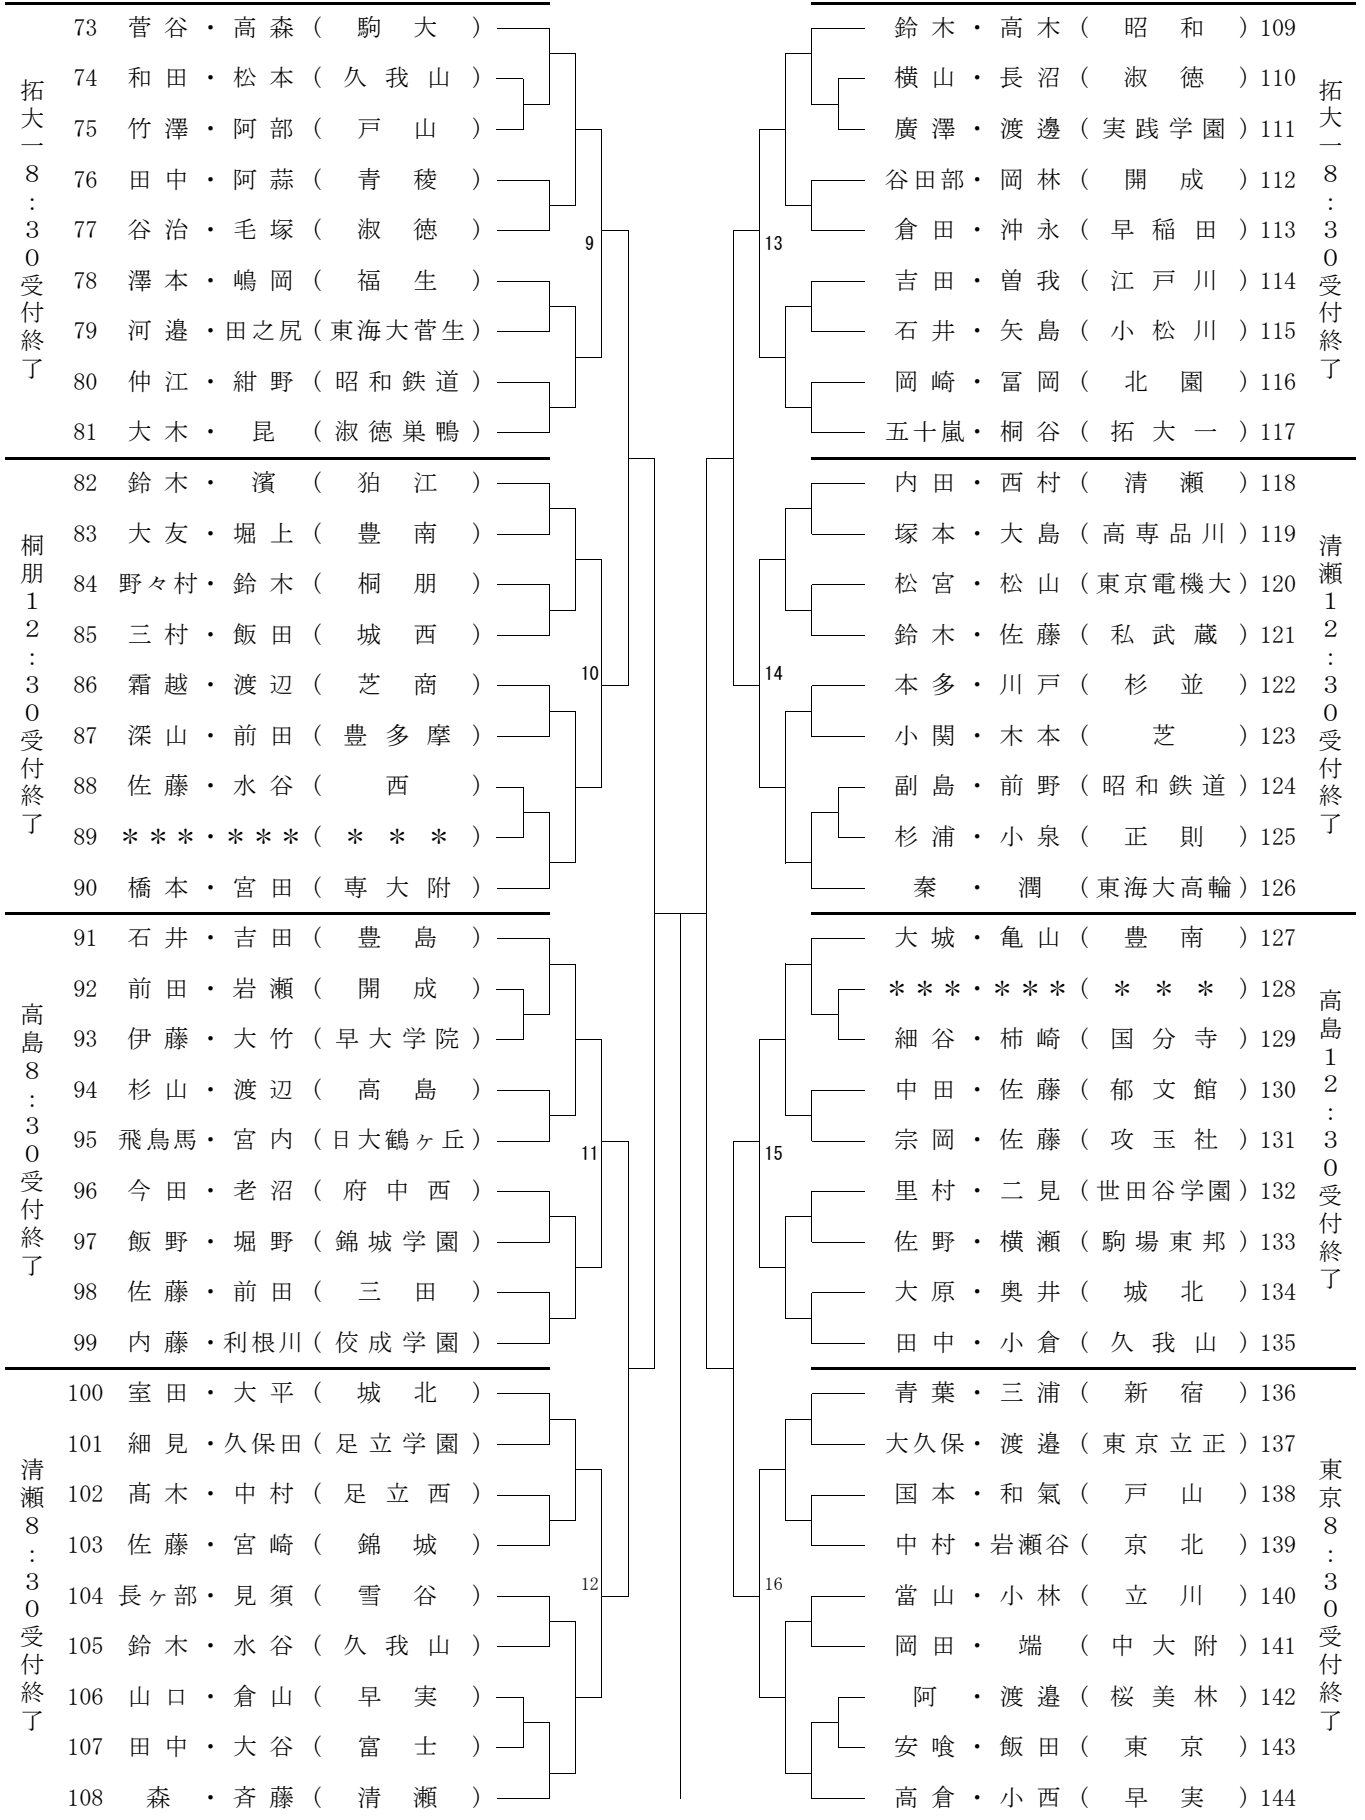 拓大一8：30受付終了
73 菅谷・高森（駒大）
74 和田・松本（久我山）
75 竹澤・阿部（戸山）
76 田中・阿蒜（青稜）
77 谷治・毛塚（淑徳）
78 澤本・嶋岡（福生）
79 河邉・田之尻（東海大菅生）
80 仲江・紺野（昭和鉄道）
81 大木・昆（淑徳巣鴨）
9
桐朋12：30受付終了
82 鈴木・濱（狛江）
83 大友・堀上（豊南）
84 野々村・鈴木（桐朋）
85 三村・飯田（城西）
86 霜越・渡辺（芝商）
87 深山・前田（豊多摩）
88 佐藤・水谷（西）
89 ＊＊＊・＊＊＊（＊＊＊）
90 橋本・宮田（専大附）
10
高島8：30受付終了
91 石井・吉田（豊島）
92 前田・岩瀬（開成）
93 伊藤・大竹（早大学院）
94 杉山・渡辺（高島）
95 飛鳥馬・宮内（日大鶴ヶ丘）
96 今田・老沼（府中西）
97 飯野・堀野（錦城学園）
98 佐藤・前田（三田）
99 内藤・利根川（佼成学園）
11
清瀬8：30受付終了
100 室田・大平（城北）
101 細見・久保田（足立学園）
102 髙木・中村（足立西）
103 佐藤・宮崎（錦城）
104 長ヶ部・見須（雪谷）
105 鈴木・水谷（久我山）
106 山口・倉山（早実）
107 田中・大谷（富士）
108 森・斉藤（清瀬）
12
鈴木・高木（昭和）109
横山・長沼（淑徳）110
廣澤・渡邊（実践学園）111
谷田部・岡林（開成）112
倉田・沖永（早稲田）113
吉田・曽我（江戸川）114
石井・矢島（小松川）115
岡崎・冨岡（北園）116
五十嵐・桐谷（拓大一）117
13
拓大一8：30受付終了
内田・西村（清瀬）118
塚本・大島（高専品川）119
松宮・松山（東京電機大）120
鈴木・佐藤（私武蔵）121
本多・川戸（杉並）122
小関・木本（芝）123
副島・前野（昭和鉄道）124
杉浦・小泉（正則）125
秦・潤（東海大高輪）126
14
清瀬12：30受付終了
大城・亀山（豊南）127
＊＊＊・＊＊＊（＊＊＊）128
細谷・柿崎（国分寺）129
中田・佐藤（郁文館）130
宗岡・佐藤（攻玉社）131
里村・二見（世田谷学園）132
佐野・横瀬（駒場東邦）133
大原・奥井（城北）134
田中・小倉（久我山）135
15
高島12：30受付終了
青葉・三浦（新宿）136
大久保・渡邉（東京立正）137
国本・和氣（戸山）138
中村・岩瀬谷（京北）139
當山・小林（立川）140
岡田・端（中大附）141
阿・渡邉（桜美林）142
安喰・飯田（東京）143
高倉・小西（早実）144
16
東京8：30受付終了